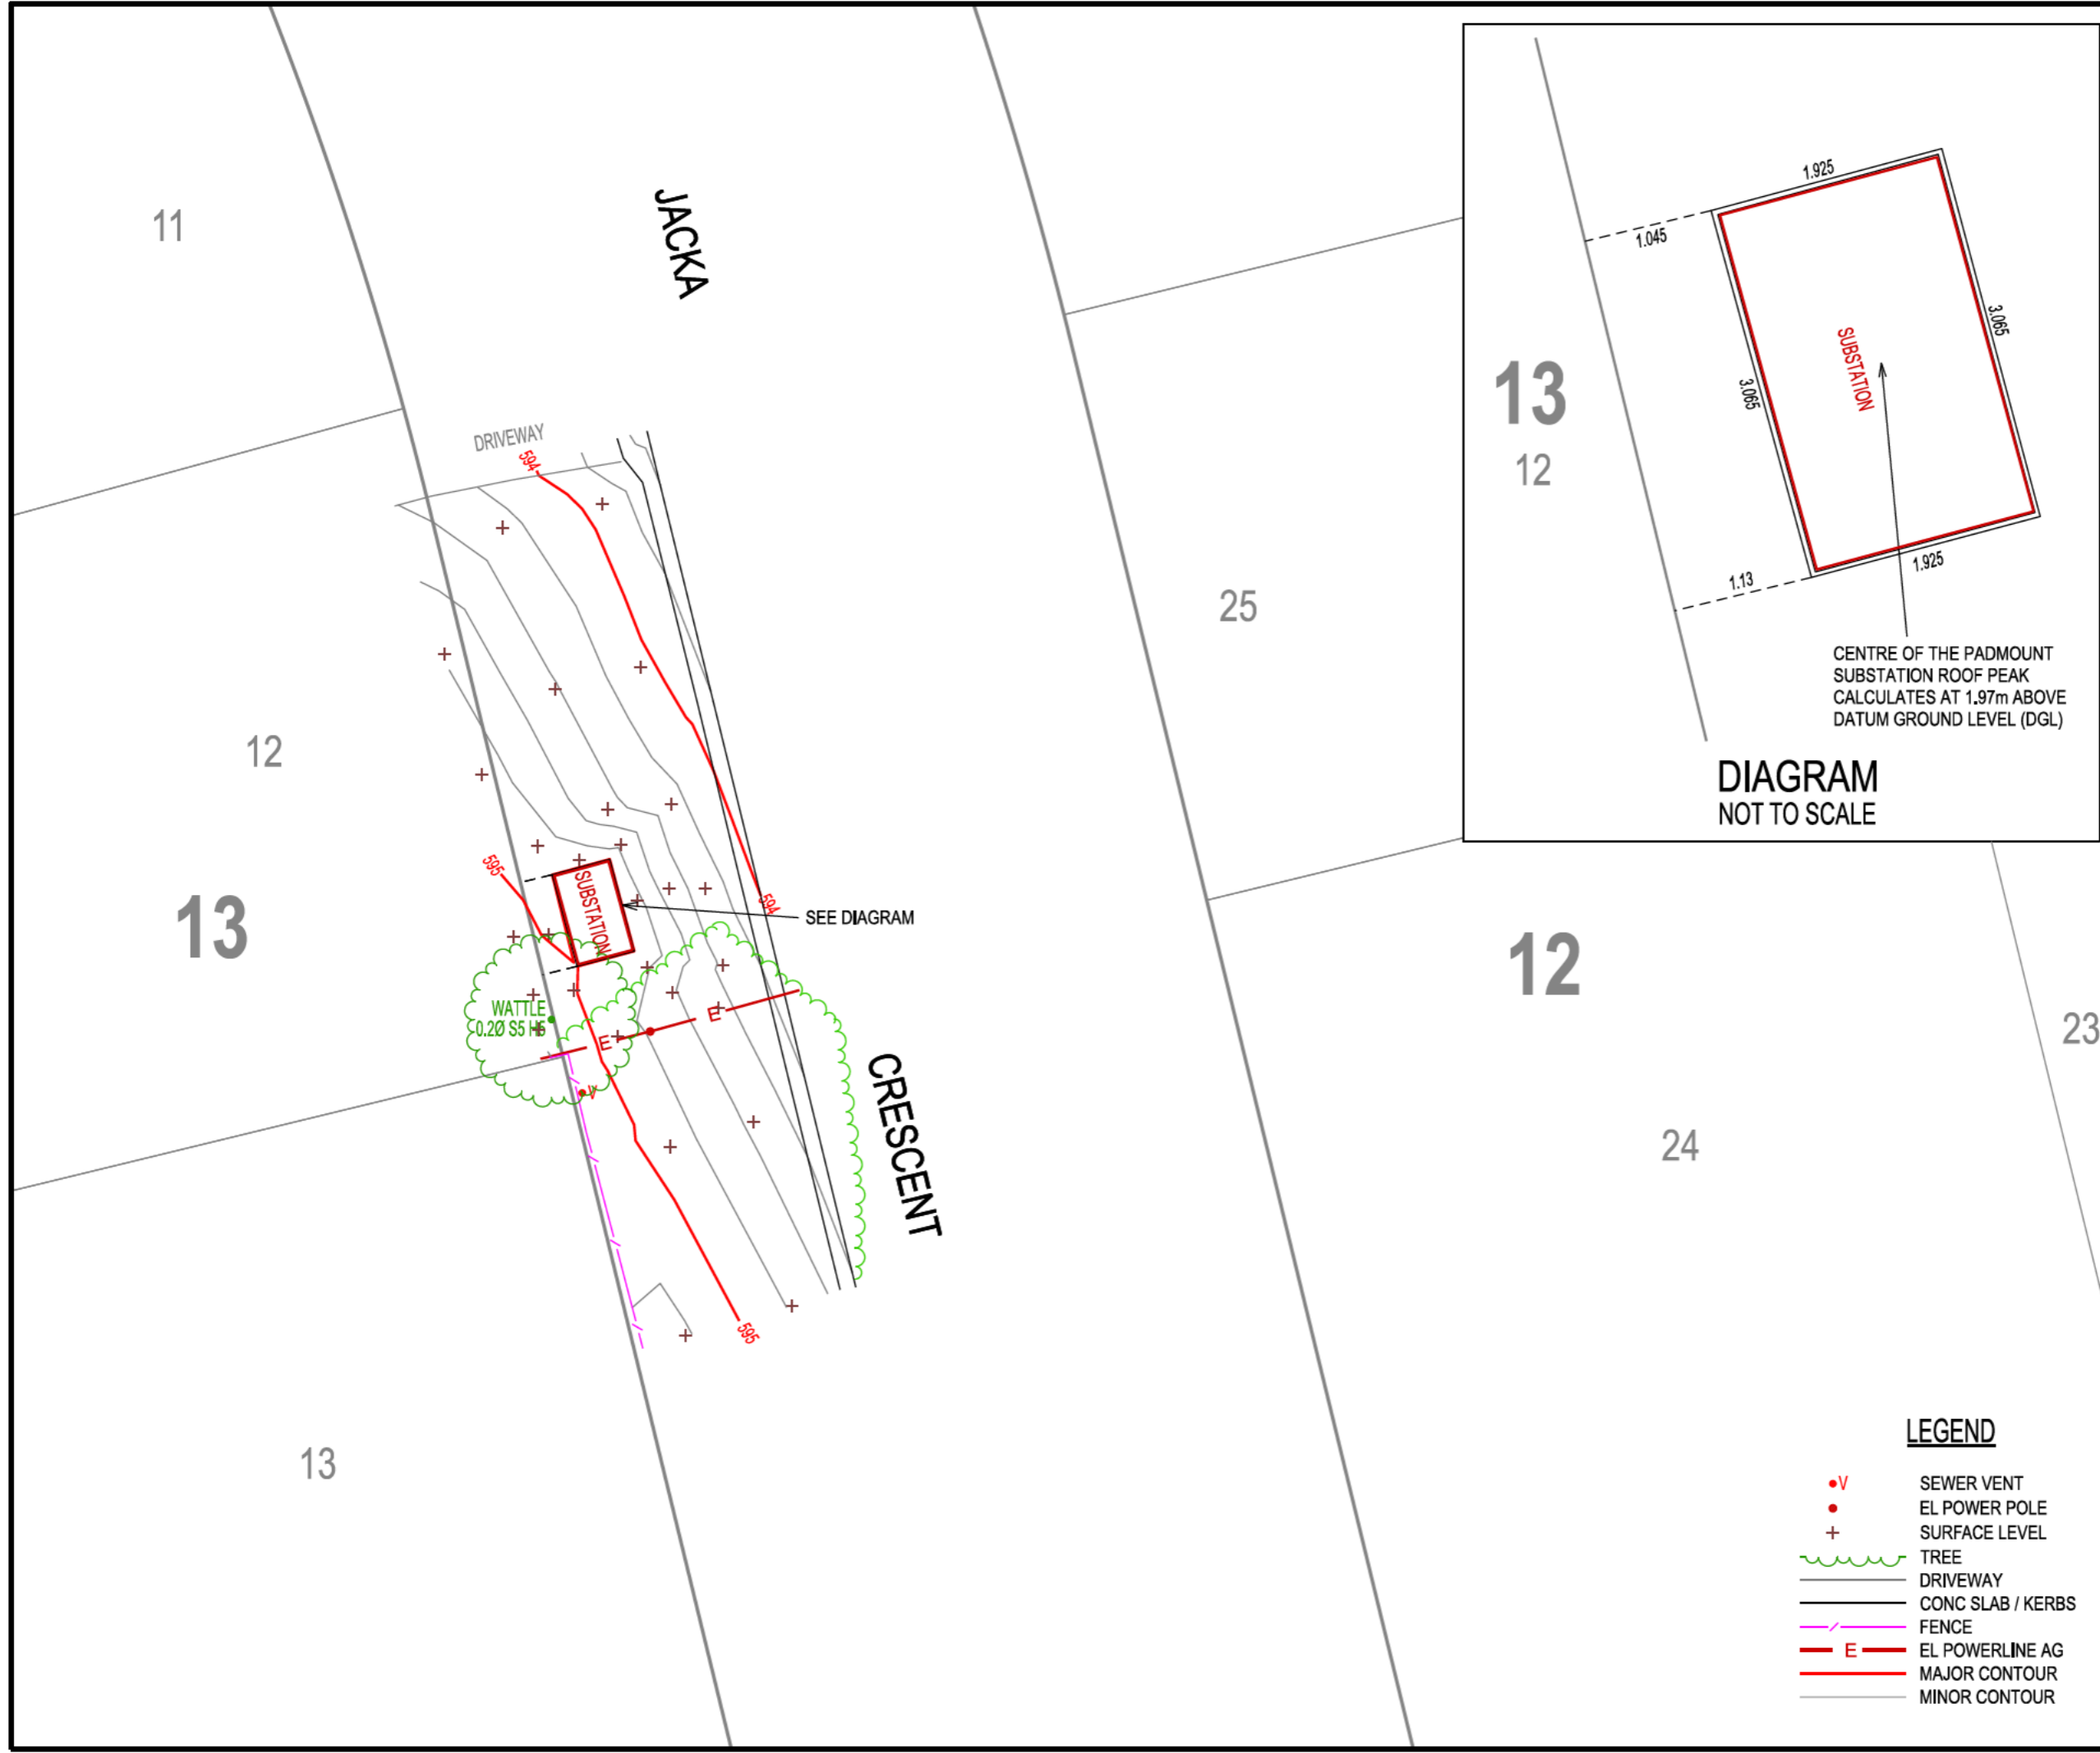 11
JACKA
DRIVEWAY
594
12
25
595
13
SUBSTATION
594
SEE DIAGRAM
WATTLE
0.2Ø S5 H6
E
E
V
CRESCENT
595
13
12
24
23
1.925
1.045
3.065
3.065
SUBSTATION
1.13
1.925
13
12
CENTRE OF THE PADMOUNT
SUBSTATION ROOF PEAK
CALCULATES AT 1.97m ABOVE
DATUM GROUND LEVEL (DGL)
DIAGRAM
NOT TO SCALE
LEGEND
V SEWER VENT
EL POWER POLE
SURFACE LEVEL
TREE
DRIVEWAY
CONC SLAB / KERBS
FENCE
E EL POWERLINE AG
MAJOR CONTOUR
MINOR CONTOUR